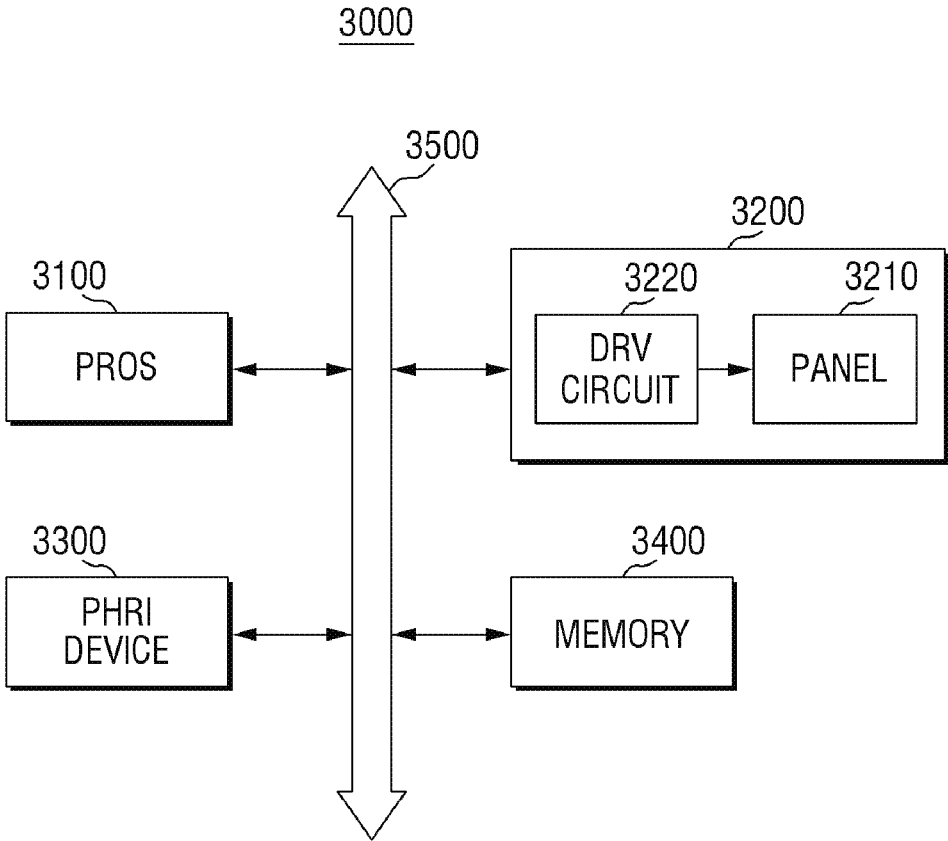 3000
3500
3200
3100
3220
3210
PROS
DRV
CIRCUIT
PANEL
3300
3400
PHRI
DEVICE
MEMORY